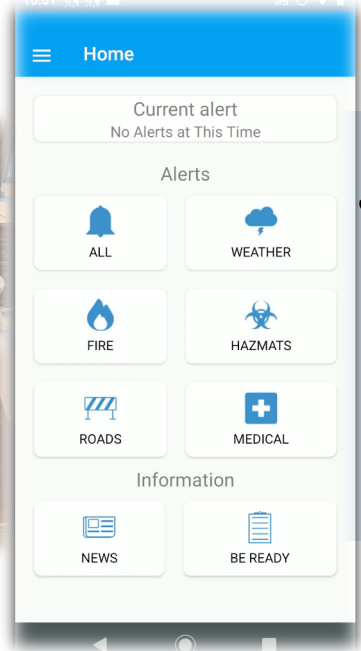 Home
Current alert
No Alerts at This Time
Alerts
ALL
WEATHER
FIRE
HAZMATS
ROADS
MEDICAL
Information
NEWS
BE READY